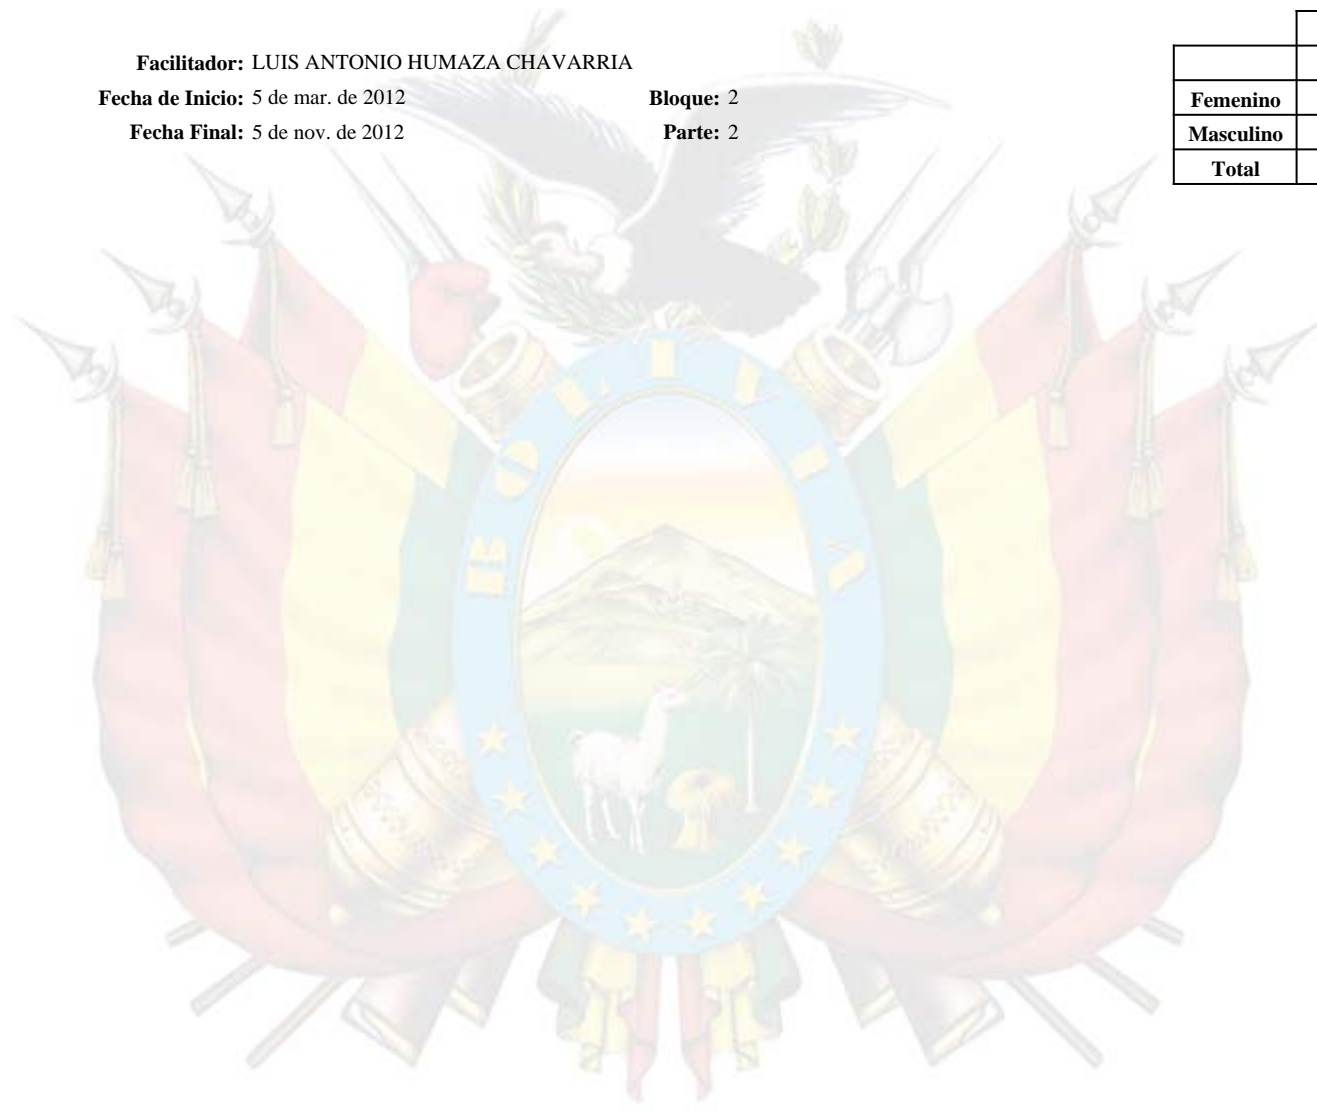 Facilitador: LUIS ANTONIO HUMAZA CHAVARRIA
Fecha de Inicio: 5 de mar. de 2012 Bloque: 2
Fecha Final: 5 de nov. de 2012 Parte: 2
Femenino
Masculino
Total
BOLIVIA